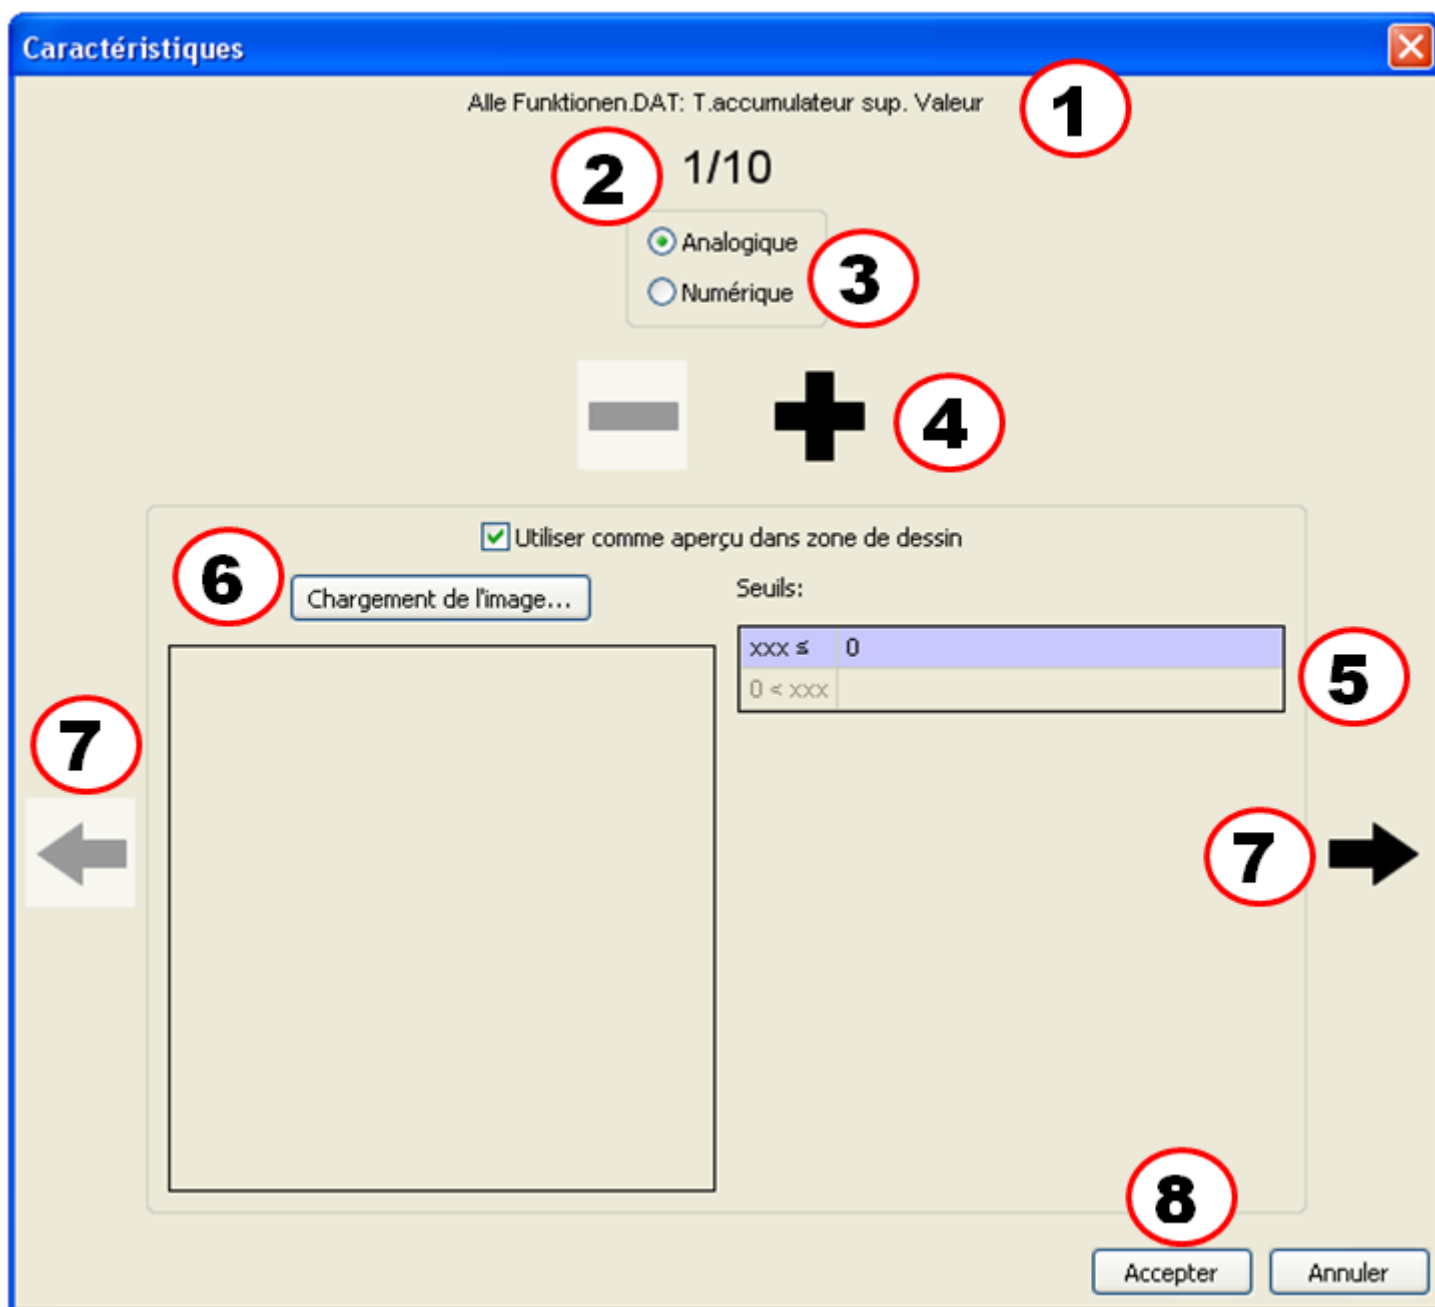 Caractéristiques
Alle Funktionen.DAT: T.accumulateur sup. Valeur
1
2
1/10
Analogique
3
Numérique
4
Utiliser comme aperçu dans zone de dessin
6
Chargement de l'image...
Seuils:
xxx ≤ 0
0 < xxx
5
7
7
8
Accepter
Annuler